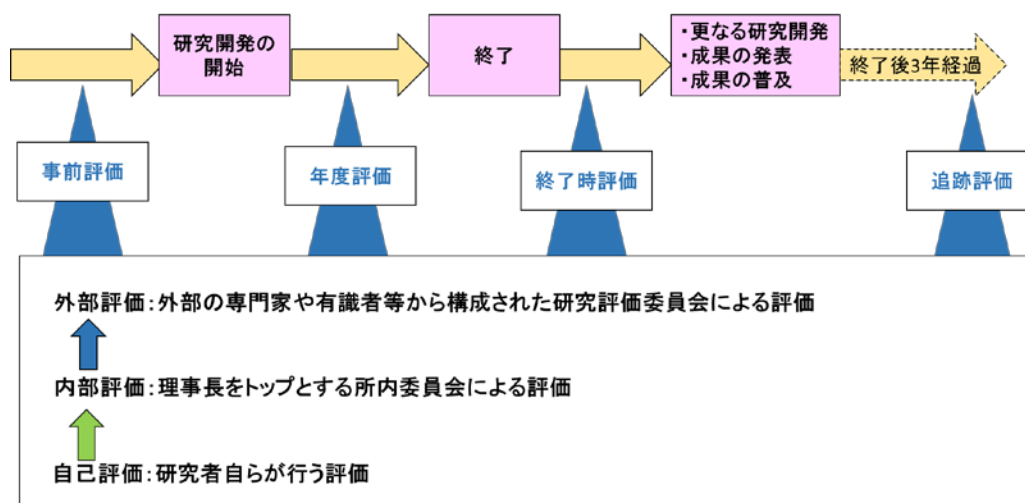 研究開発の
開始
終了
・更なる研究開発
・成果の発表
・成果の普及
終了後3年経過
事前評価
年度評価
終了時評価
追跡評価
外部評価：外部の専門家や有識者等から構成された研究評価委員会による評価
内部評価：理事長をトップとする所内委員会による評価
自己評価：研究者自らが行う評価